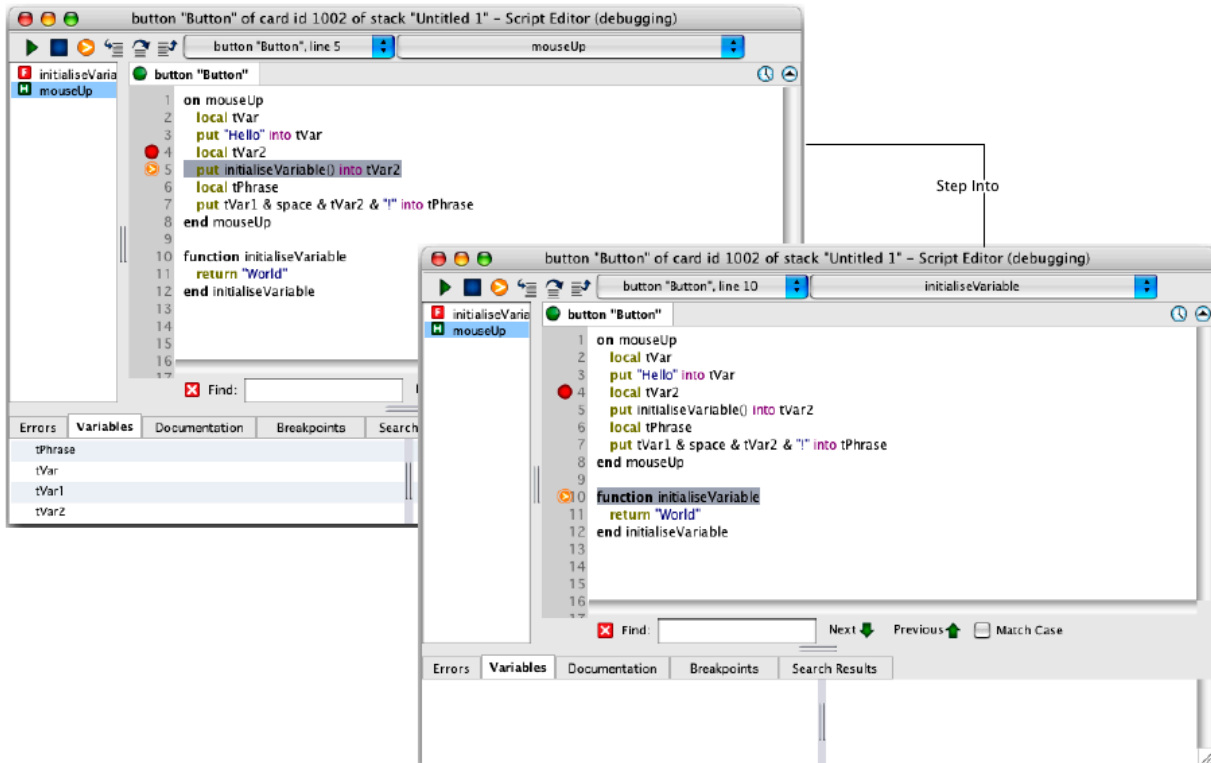 button "Button" of card id 1002 of stack "Untitled 1" – Script Editor (debugging)
button "Button", line 5
mouseUp
initialiseVaria
mouseUp
button "Button"
1 on mouseUp
2 local tVar
3 put "Hello" into tVar
4 local tVar2
5 put initialiseVariable() into tVar2
6 local tPhrase
7 put tVar1 & space & tVar2 & "!" into tPhrase
8 end mouseUp
9
10 function initialiseVariable
11 return "World"
12 end initialiseVariable
13
14
15
16
17
Find:
Errors Variables Documentation Breakpoints Search
tPhrase
tVar
tVar1
tVar2
Step Into
button "Button" of card id 1002 of stack "Untitled 1" – Script Editor (debugging)
button "Button", line 10
initialiseVariable
initialiseVaria
mouseUp
button "Button"
1 on mouseUp
2 local tVar
3 put "Hello" into tVar
4 local tVar2
5 put initialiseVariable() into tVar2
6 local tPhrase
7 put tVar1 & space & tVar2 & "!" into tPhrase
8 end mouseUp
9
10 function initialiseVariable
11 return "World"
12 end initialiseVariable
13
14
15
16
17
Find:
Next Previous Match Case
Errors Variables Documentation Breakpoints Search Results